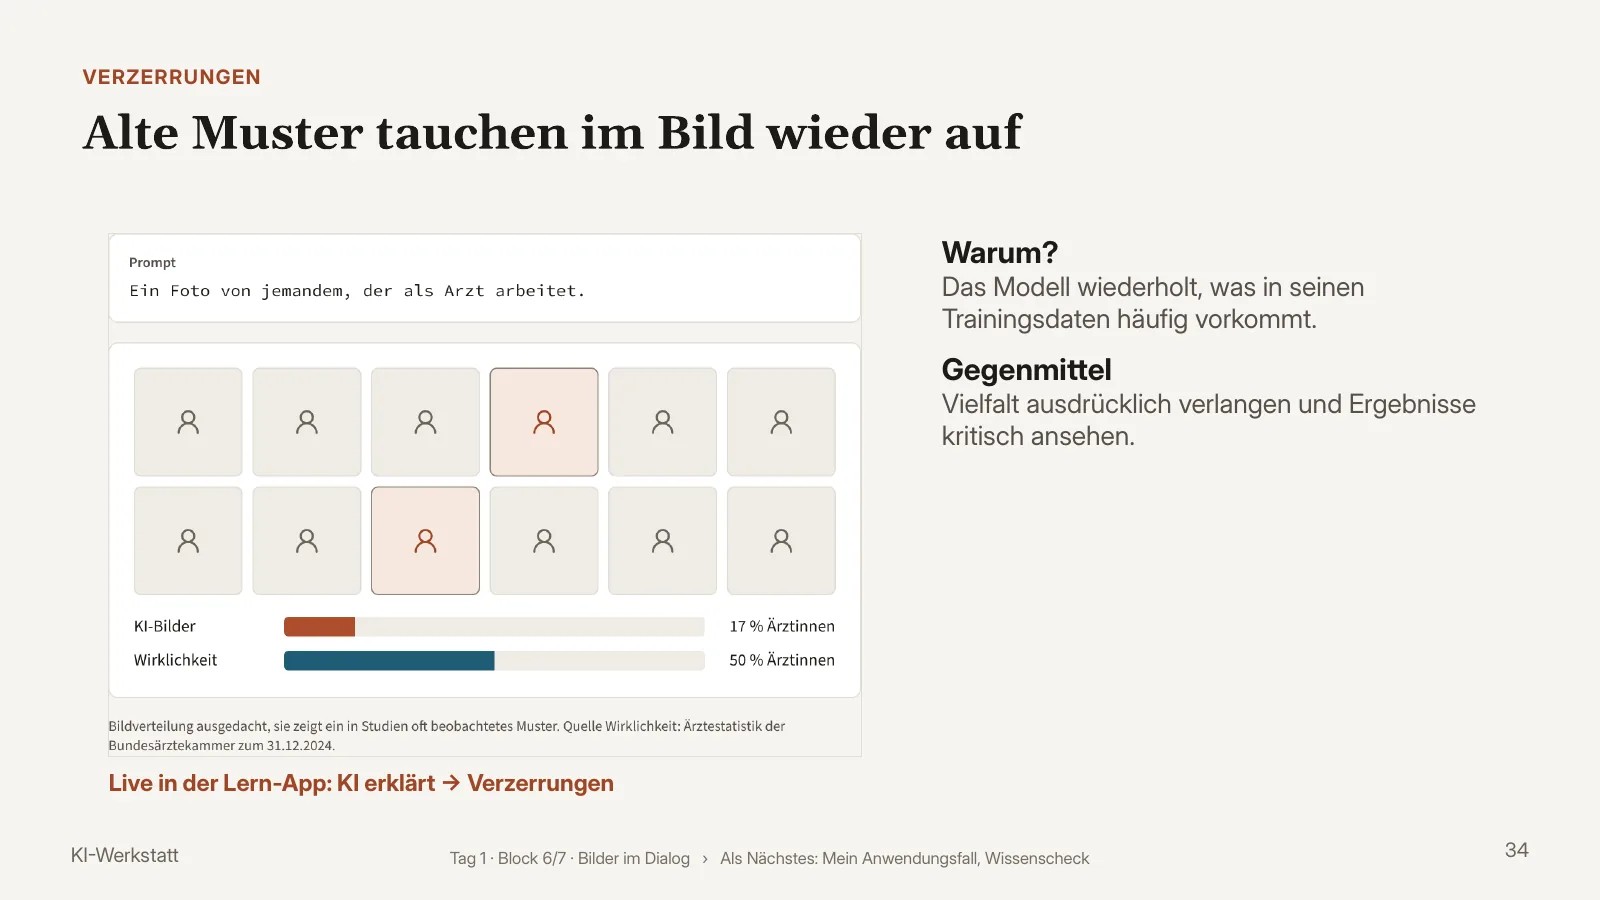 VERZERRUNGEN
Alte Muster tauchen im Bild wieder auf
Prompt
Ein Foto von jemandem, der als Arzt arbeitet.
KI-Bilder
17 % Ärztinnen
Wirklichkeit
50 % Ärztinnen
Bildverteilung ausgedacht, sie zeigt ein in Studien oft beobachtetes Muster. Quelle Wirklichkeit: Ärztestatistik der
Bundesärztekammer zum 31.12.2024.
Live in der Lern-App: KI erklärt → Verzerrungen
Warum?
Das Modell wiederholt, was in seinen
Trainingsdaten häufig vorkommt.
Gegenmittel
Vielfalt ausdrücklich verlangen und Ergebnisse
kritisch ansehen.
KI-Werkstatt
Tag 1 · Block 6/7 · Bilder im Dialog › Als Nächstes: Mein Anwendungsfall, Wissenscheck
34